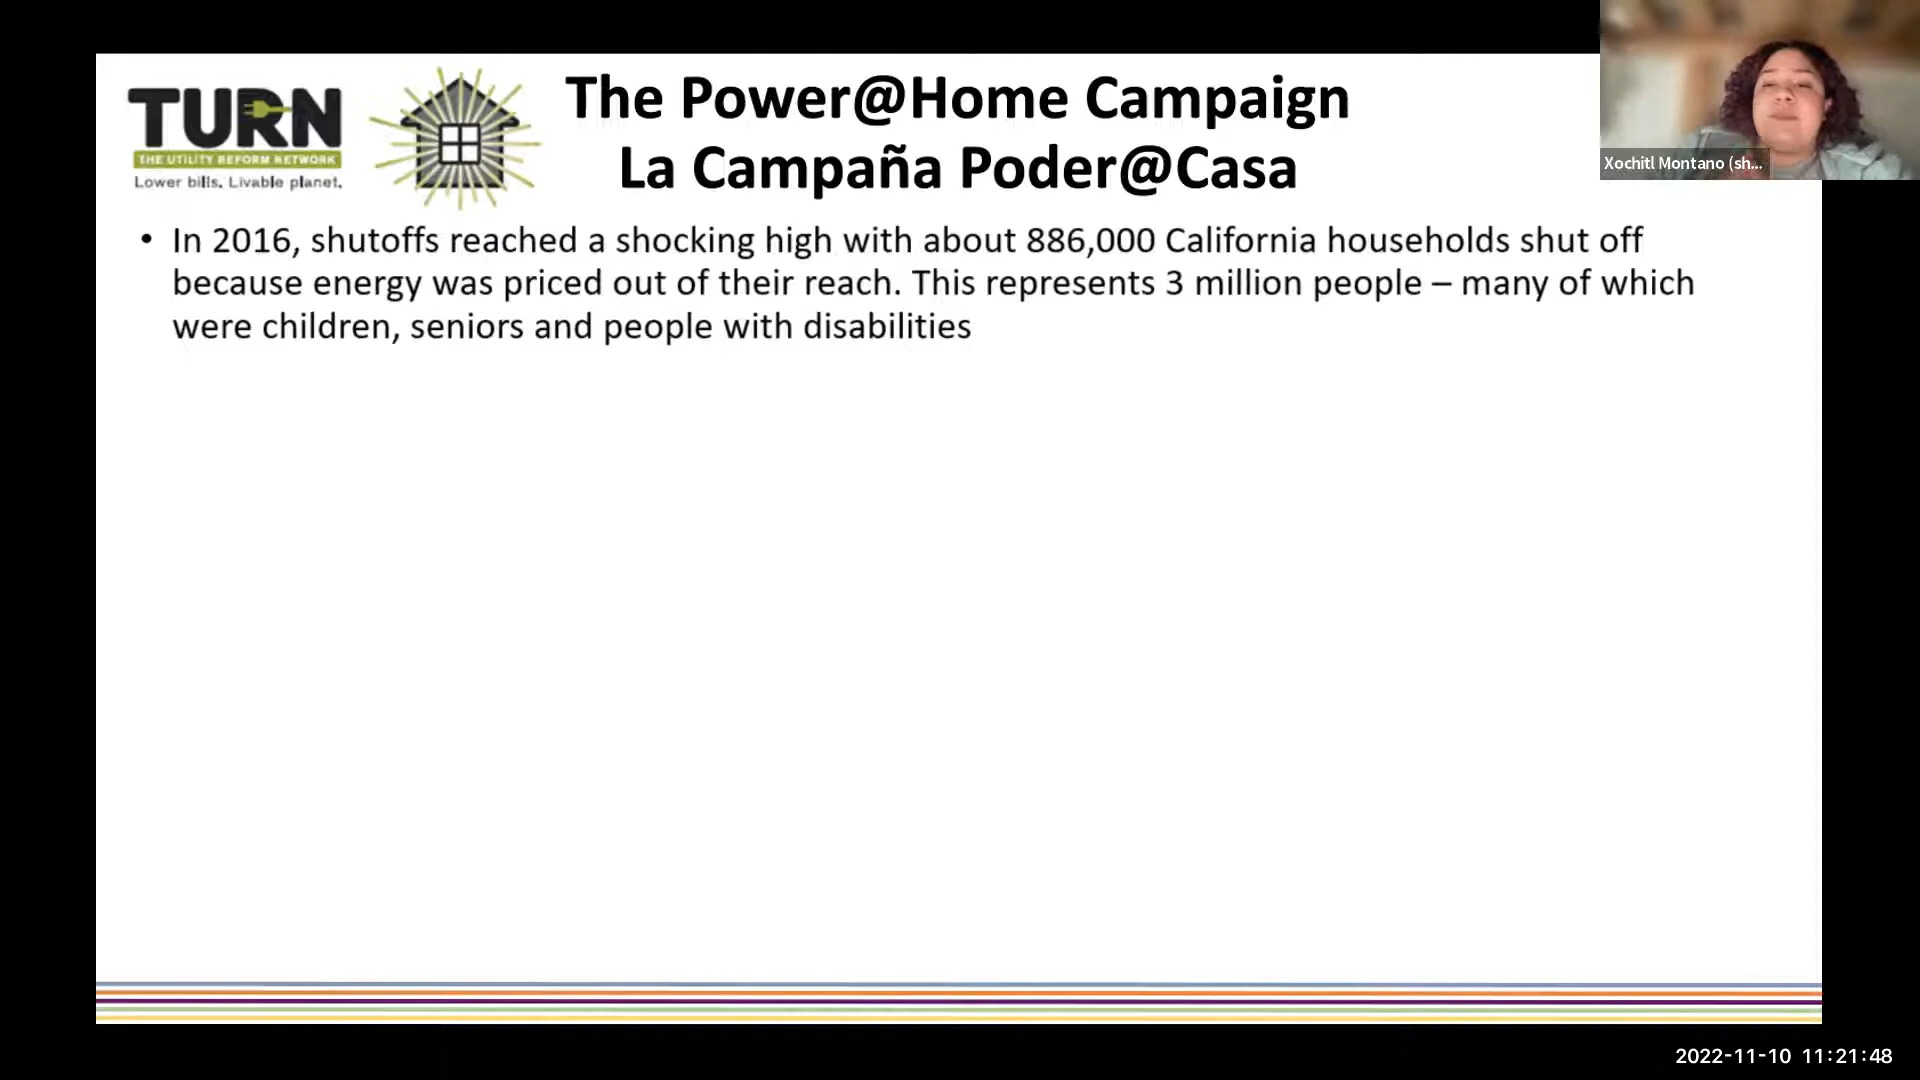 TURN
THE UTILITY REFORM NETWORK
Lower bills. Livable planet.
The Power@Home Campaign
La Campaña Poder@Casa
Xochitl Montano (sh...
• In 2016, shutoffs reached a shocking high with about 886,000 California households shut off
because energy was priced out of their reach. This represents 3 million people – many of which
were children, seniors and people with disabilities
2022-11-10 11:21:48